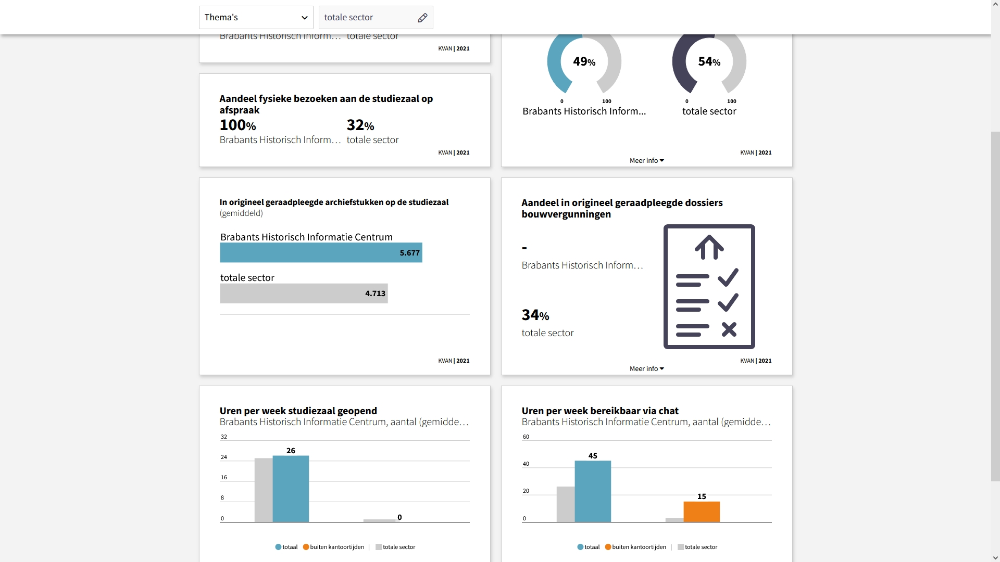 Thema's
totale sector
Brabants Historisch Inform... totale sector
KVAN | 2021
49%
0 100
Brabants Historisch Inform...
54%
0 100
totale sector
Meer info
KVAN | 2021
Aandeel fysieke bezoeken aan de studiezaal op
afspraak
100%
Brabants Historisch Inform...
32%
totale sector
KVAN | 2021
In origineel geraadpleegde archiefstukken op de studiezaal
(gemiddeld)
Brabants Historisch Informatie Centrum
5.677
totale sector
4.713
KVAN | 2021
Aandeel in origineel geraadpleegde dossiers
bouwvergunningen
-
Brabants Historisch Inform...
34%
totale sector
Meer info
KVAN | 2021
Uren per week studiezaal geopend
Brabants Historisch Informatie Centrum, aantal (gemidde...
32
24
16
8
0
26
0
totaal buiten kantoortijden | totale sector
Uren per week bereikbaar via chat
Brabants Historisch Informatie Centrum, aantal (gemidde...
60
40
20
0
45
15
totaal buiten kantoortijden | totale sector